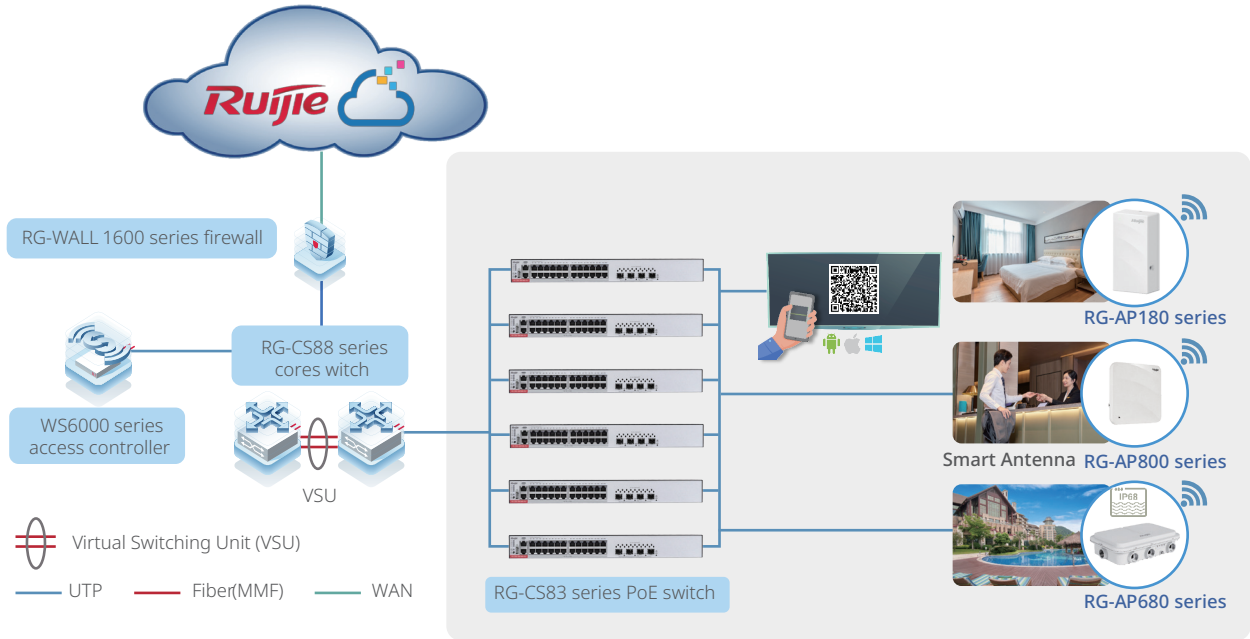 Ruijie
RG-WALL 1600 series firewall
RG-CS88 series
cores witch
WS6000 series
access controller
VSU
Virtual Switching Unit (VSU)
UTP
Fiber(MMF)
WAN
RG-CS83 series PoE switch
RG-AP180 series
Smart Antenna
RG-AP800 series
IP68
RG-AP680 series